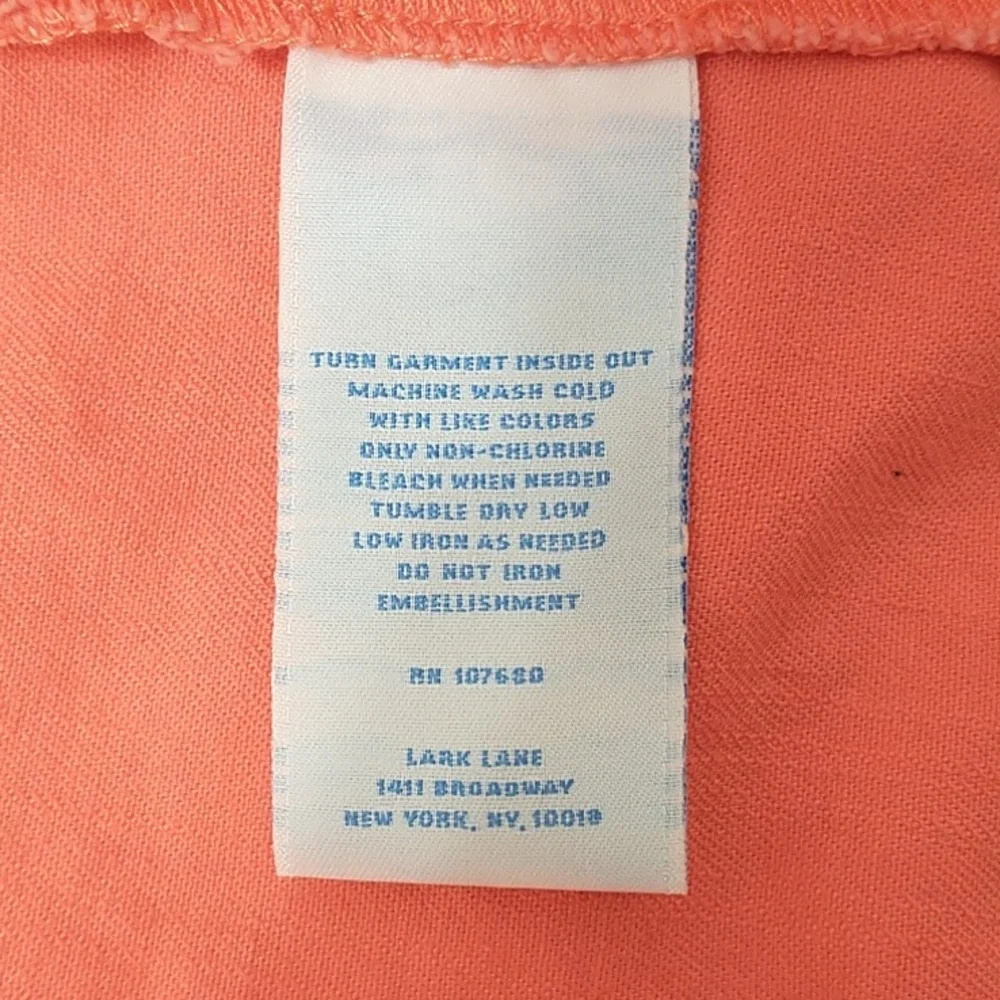 TURN GARMENT INSIDE OUT
MACHINE WASH COLD
WITH LIKE COLORS
ONLY NON-CHLORINE
BLEACH WHEN NEEDED
TUMBLE DRY LOW
LOW IRON AS NEEDED
DO NOT IRON
EMBELLISHMENT
RN 107680
LARK LANE
1411 BROADWAY
NEW YORK, NY, 10018